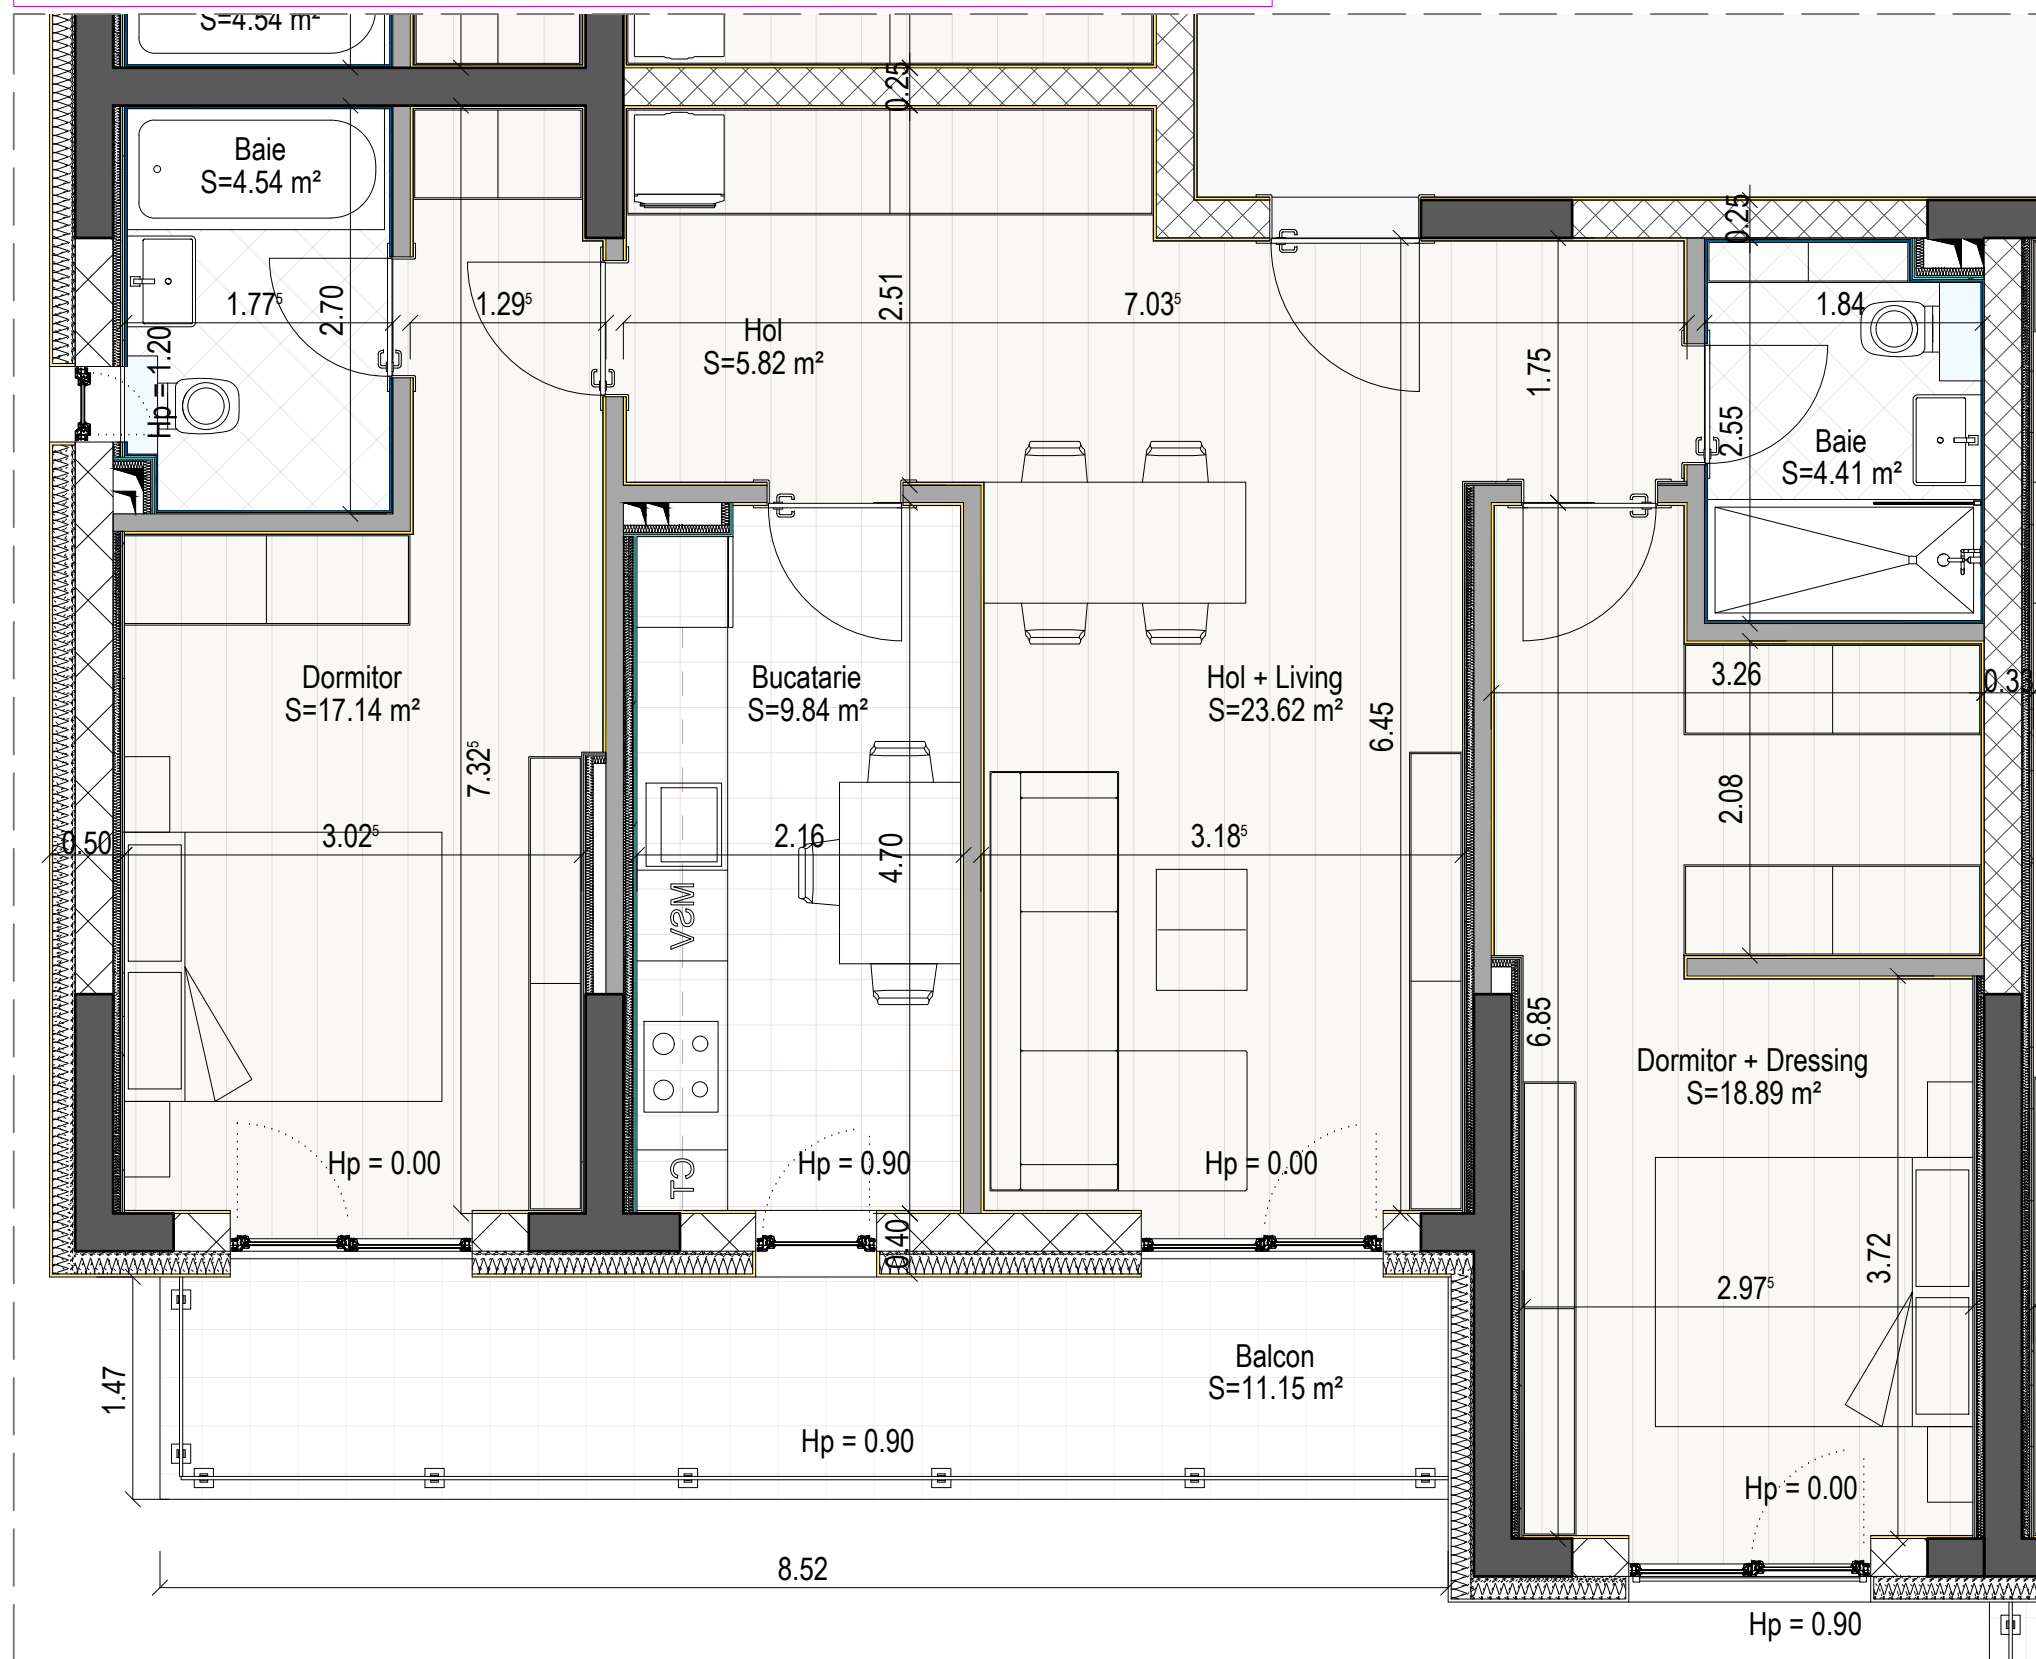 S=4.54 m²
0.25
Baie
S=4.54 m²
0.25
1.77⁵
2.70
1.29⁵
2.51
7.03⁵
1.84
Hol
S=5.82 m²
Hp = 1.20
1.75
2.55
Baie
S=4.41 m²
Dormitor
S=17.14 m²
Bucatarie
S=9.84 m²
Hol + Living
S=23.62 m²
3.26
0.33
6.45
7.32⁵
2.08
0.50
3.02⁵
2.16
4.70
3.18⁵
MSV
6.85
Dormitor + Dressing
S=18.89 m²
Hp = 0.00
CT
Hp = 0.90
Hp = 0.00
0.40
3.72
2.97⁵
1.47
Balcon
S=11.15 m²
Hp = 0.90
Hp = 0.00
8.52
Hp = 0.90